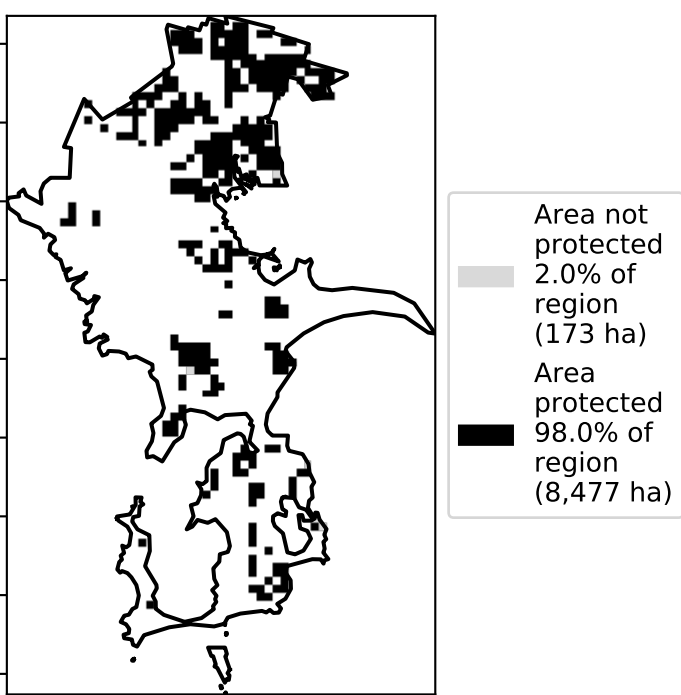 Area not
protected
2.0% of
region
(173 ha)
Area
protected
98.0% of
region
(8,477 ha)